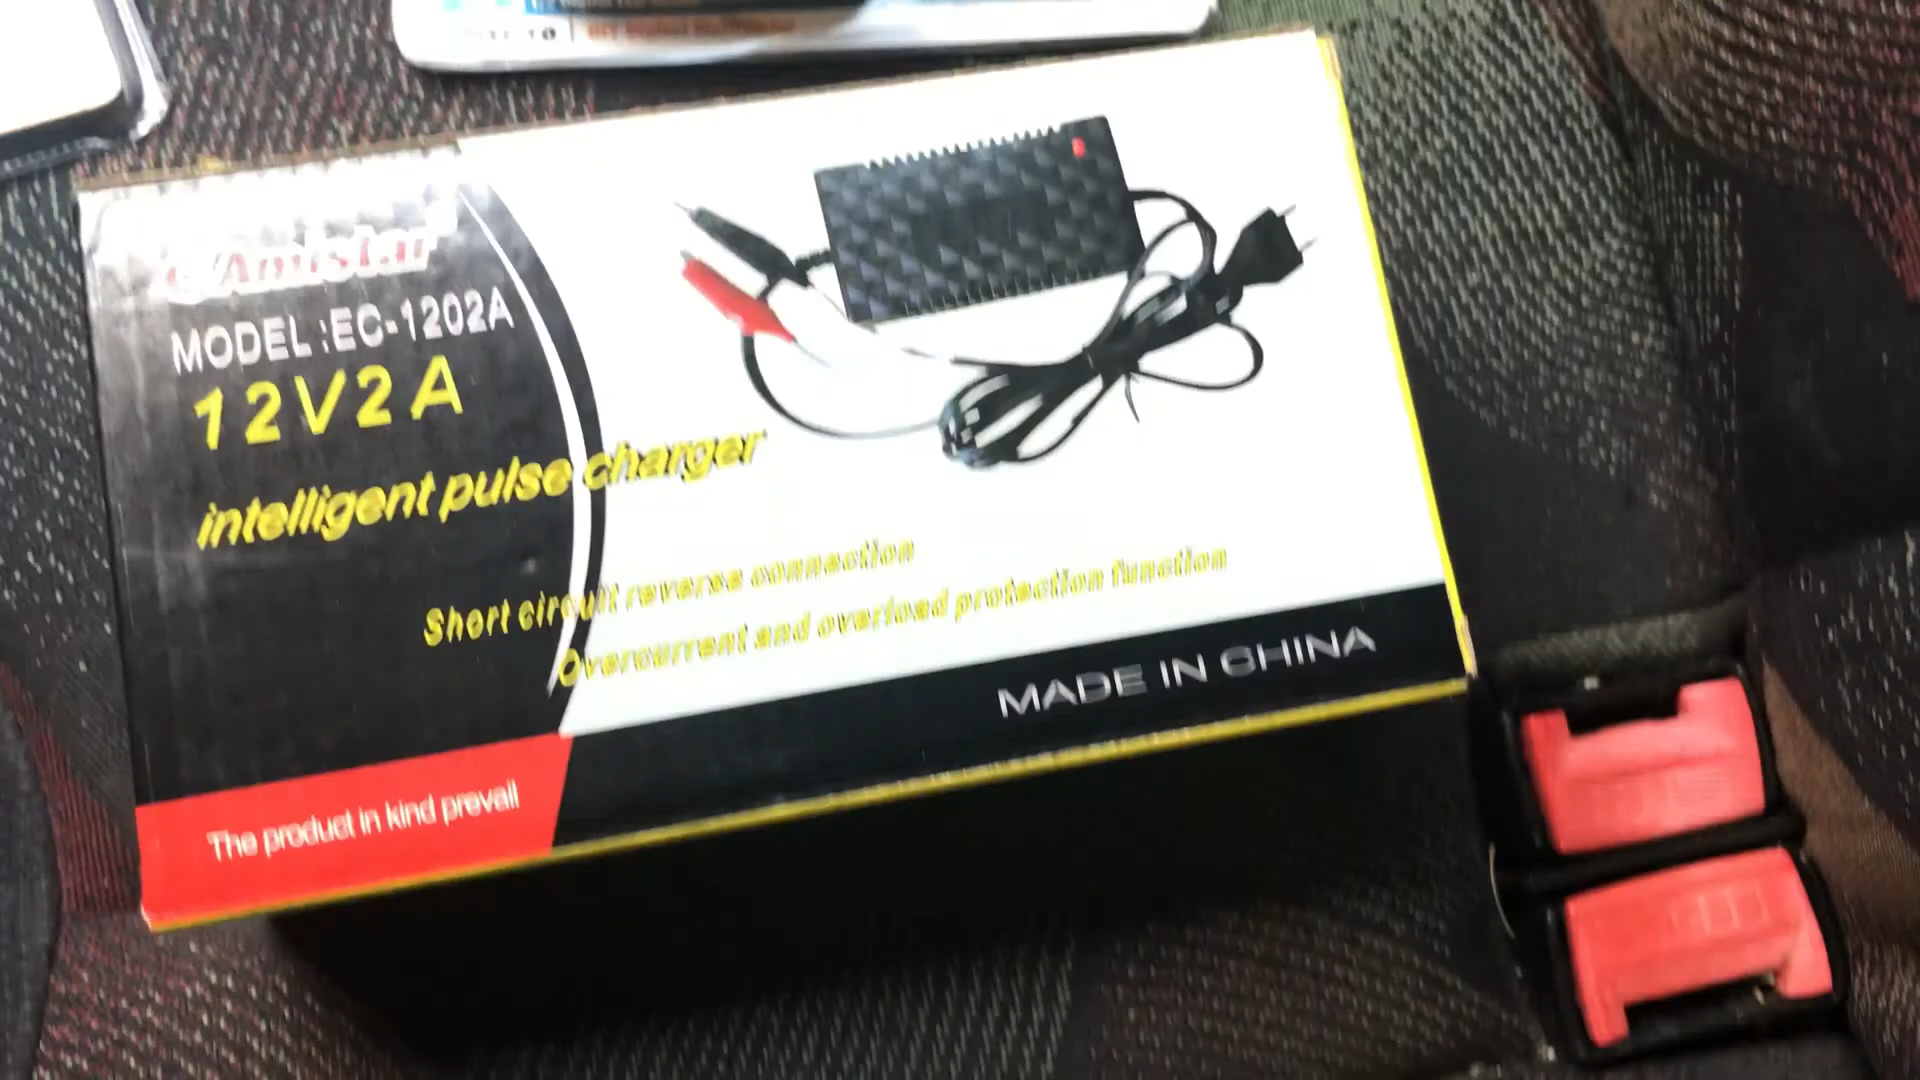 Amistar
MODEL :EC-1202A
12V2A
intelligent pulse charger
Short circuit reverse connection
Overcurrent and overload protection function
MADE IN CHINA
The product in kind prevail